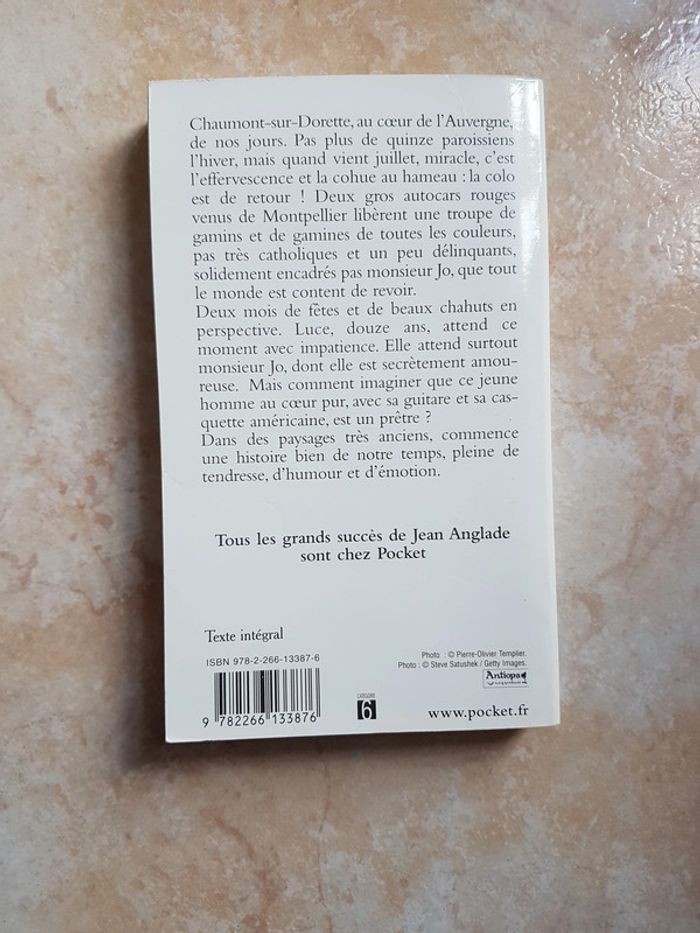 Chaumont-sur-Dorette, au cœur de l'Auvergne,
de nos jours. Pas plus de quinze paroissiens
l'hiver, mais quand vient juillet, miracle, c'est
l'effervescence et la cohue au hameau : la colo
est de retour ! Deux gros autocars rouges
venus de Montpellier libèrent une troupe de
gamins et de gamines de toutes les couleurs,
pas très catholiques et un peu délinquants,
solidement encadrés pas monsieur Jo, que tout
le monde est content de revoir.
Deux mois de fêtes et de beaux chahuts en
perspective. Luce, douze ans, attend ce
moment avec impatience. Elle attend surtout
monsieur Jo, dont elle est secrètement amou-
reuse. Mais comment imaginer que ce jeune
homme au cœur pur, avec sa guitare et sa cas-
quette américaine, est un prêtre ?
Dans des paysages très anciens, commence
une histoire bien de notre temps, pleine de
tendresse, d'humour et d'émotion.
Tous les grands succès de Jean Anglade
sont chez Pocket
Texte intégral
ISBN 978-2-266-13387-6
9 782266 133876
CATÉGORIE
6
Photo : © Pierre-Olivier Templier.
Photo : © Steve Satushek / Getty Images.
Antiopa
www.pocket.fr